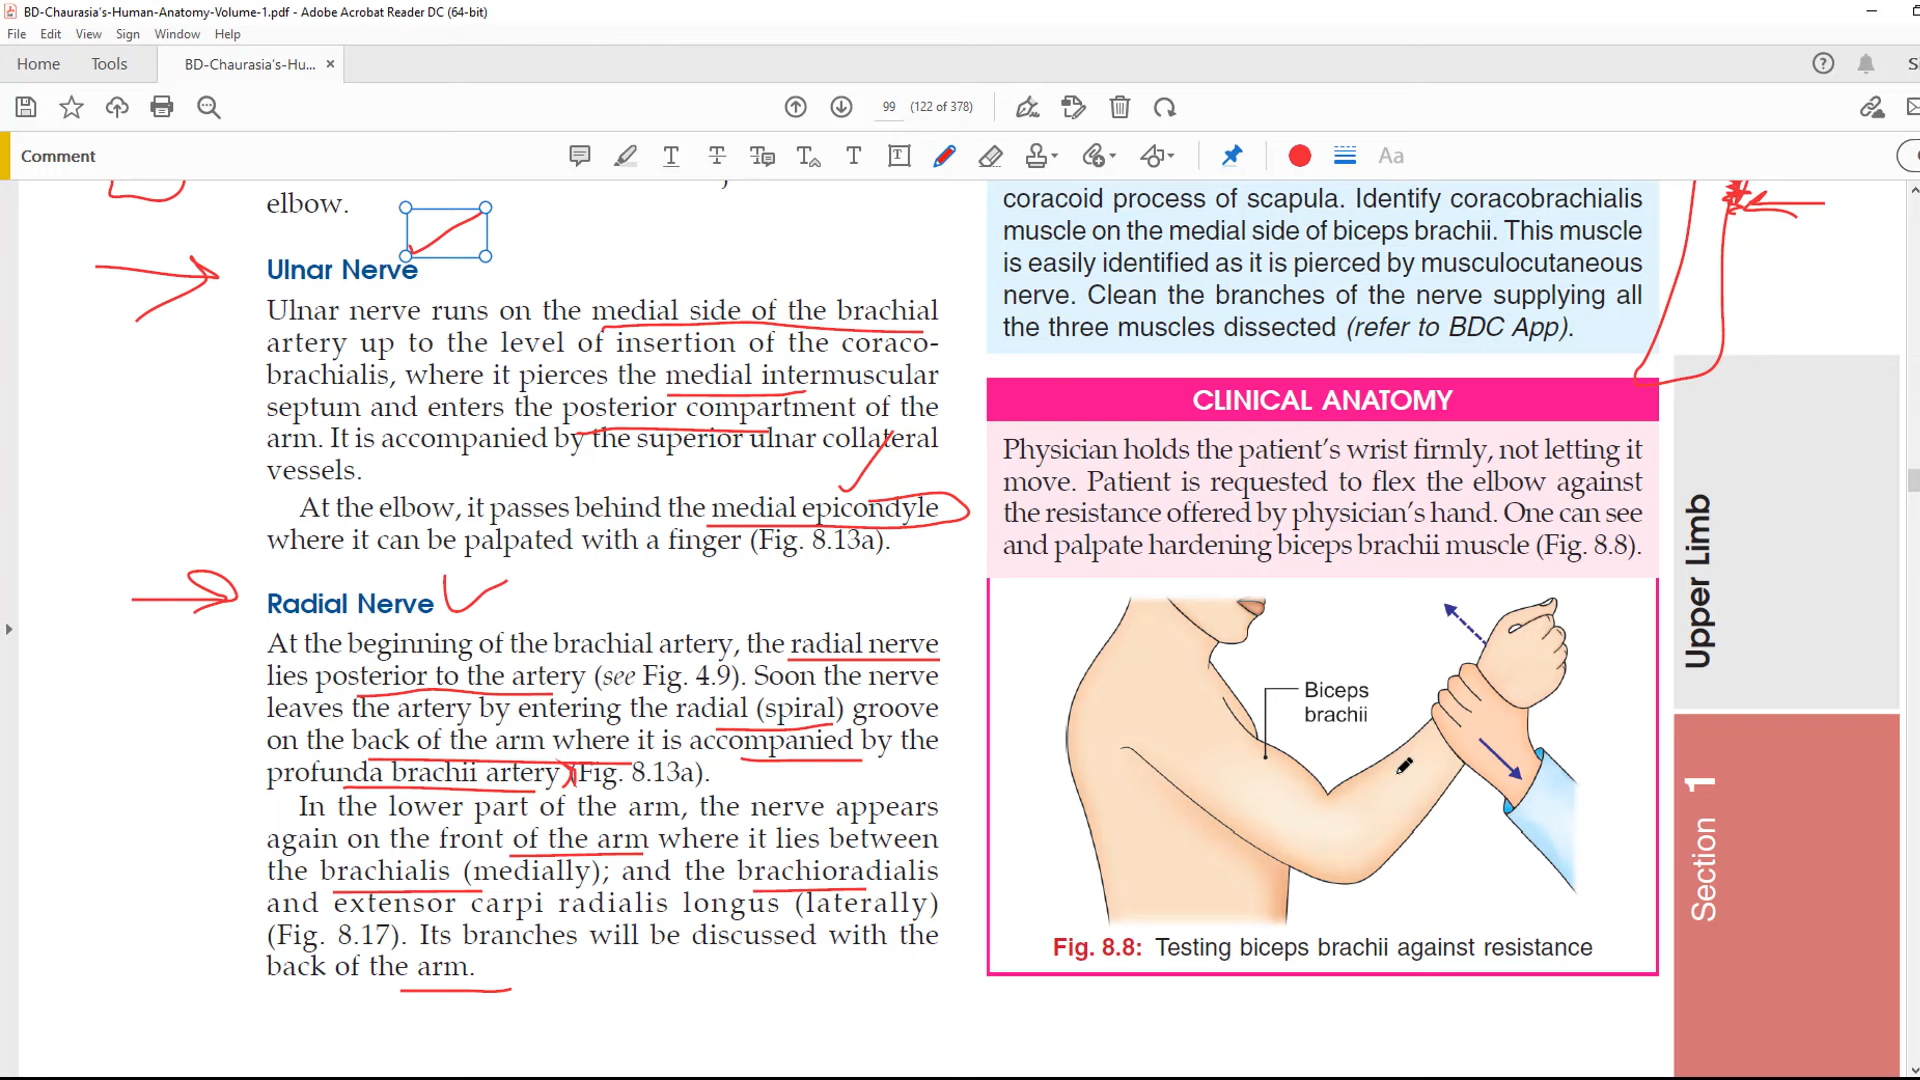 BD-Chaurasia's-Human-Anatomy-Volume-1.pdf - Adobe Acrobat Reader DC (64-bit)
File Edit View Sign Window Help
Home Tools BD-Chaurasia's-Hu... ×
99 (122 of 378)
Comment
Aa
elbow.
Ulnar Nerve
Ulnar nerve runs on the medial side of the brachial
artery up to the level of insertion of the coraco-
brachialis, where it pierces the medial intermuscular
septum and enters the posterior compartment of the
arm. It is accompanied by the superior ulnar collateral
vessels.
At the elbow, it passes behind the medial epicondyle
where it can be palpated with a finger (Fig. 8.13a).
Radial Nerve
At the beginning of the brachial artery, the radial nerve
lies posterior to the artery (see Fig. 4.9). Soon the nerve
leaves the artery by entering the radial (spiral) groove
on the back of the arm where it is accompanied by the
profunda brachii artery (Fig. 8.13a).
In the lower part of the arm, the nerve appears
again on the front of the arm where it lies between
the brachialis (medially); and the brachioradialis
and extensor carpi radialis longus (laterally)
(Fig. 8.17). Its branches will be discussed with the
back of the arm.
coracoid process of scapula. Identify coracobrachialis
muscle on the medial side of biceps brachii. This muscle
is easily identified as it is pierced by musculocutaneous
nerve. Clean the branches of the nerve supplying all
the three muscles dissected (refer to BDC App).
CLINICAL ANATOMY
Physician holds the patient's wrist firmly, not letting it
move. Patient is requested to flex the elbow against
the resistance offered by physician's hand. One can see
and palpate hardening biceps brachii muscle (Fig. 8.8).
Biceps
brachii
Fig. 8.8: Testing biceps brachii against resistance
Upper Limb
Section 1